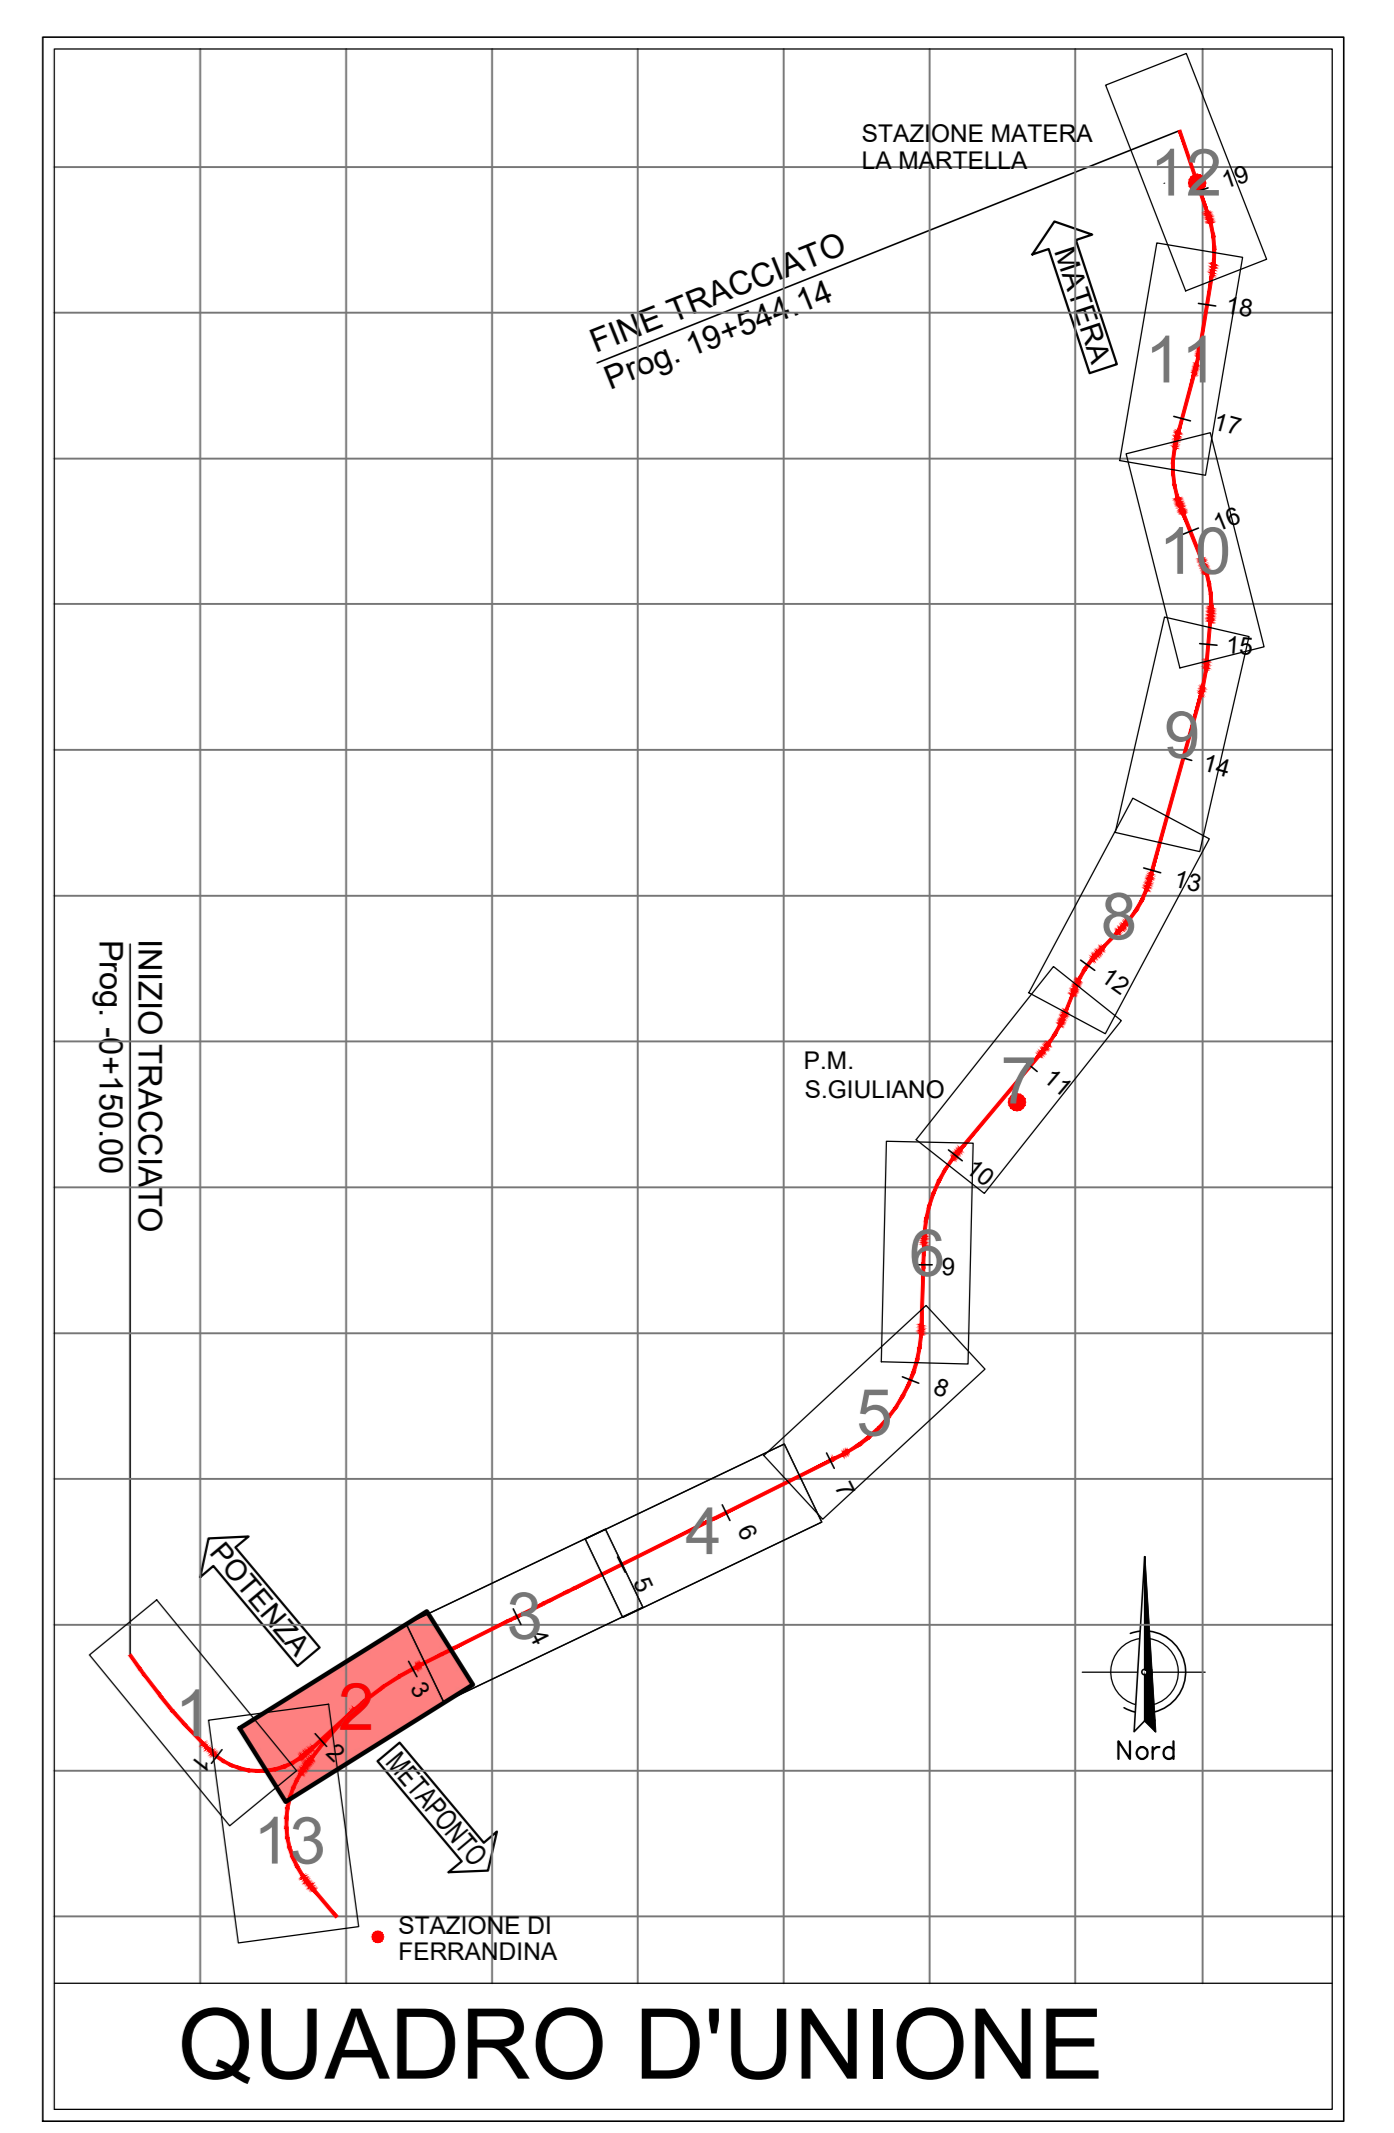 STAZIONE MATERA
LA MARTELLA
12
19
FINE TRACCIATO
Prog. 19+544.14
MATERA
18
11
17
16
10
15
9
14
13
8
12
INIZIO TRACCIATO
Prog. -0+150.00
P.M.
S.GIULIANO
7
11
10
6
9
8
5
7
4
6
5
3
4
POTENZA
3
2
2
1
1
METAPONTO
13
Nord
STAZIONE DI
FERRANDINA
QUADRO D'UNIONE